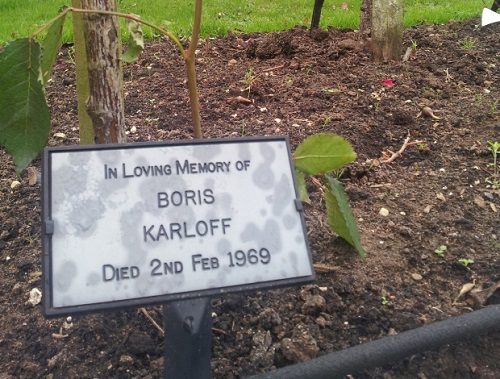 In Loving Memory of
BORIS
KARLOFF
Died 2nd Feb 1969